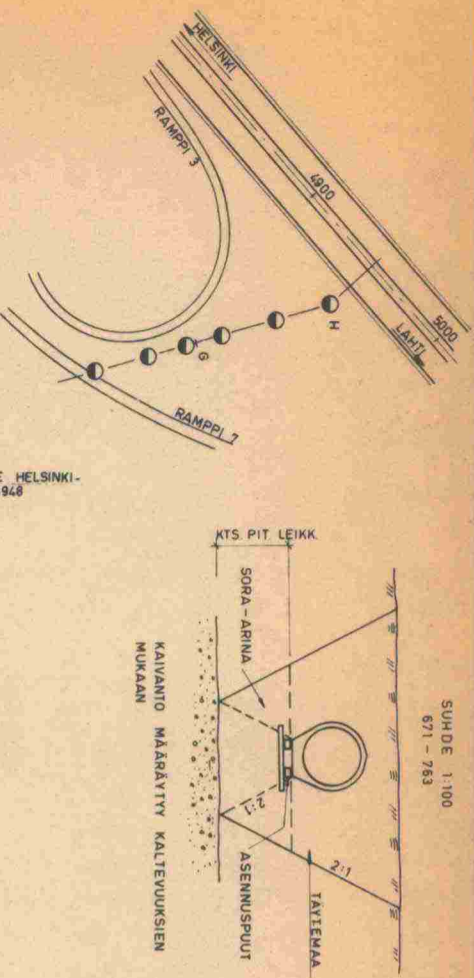 HELSINKI
4900
5000
LAHTI
RAMPPI 3
H
G
RAMPPI 7
E HELSINKI-
948
SUHDE 1:100
671 - 763
KTS. PIT. LEIKK.
SORA-ARINA
2:1
2:1
TÄYTEMAA
ASENNUSPUUT
KAIVANTO MÄÄRÄYTYY KALTEVUUKSIEN
MUKAAN